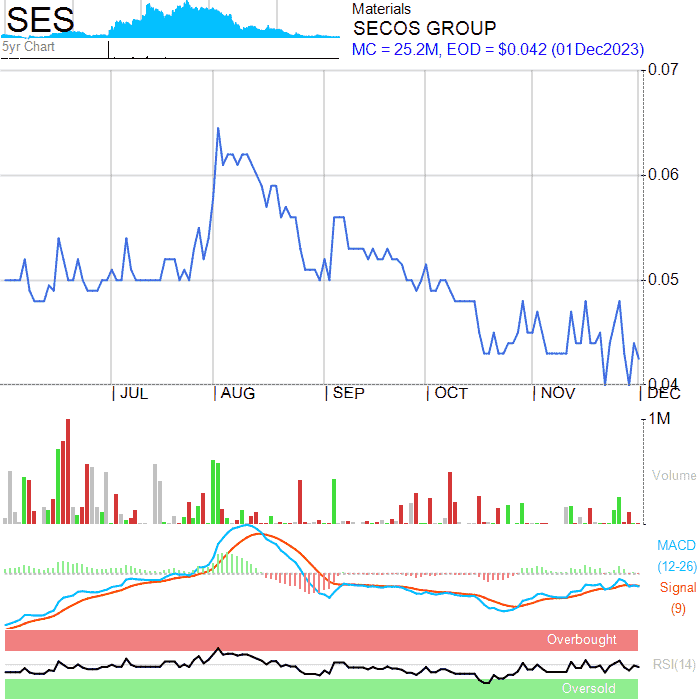 SES
5yr Chart
Materials
SECOS GROUP
MC = 25.2M, EOD = $0.042 (01Dec2023)
0.07
0.06
0.05
0.04
JUL AUG SEP OCT NOV DEC
1M
Volume
MACD
(12-26)
Signal
(9)
Overbought
RSI(14)
Oversold